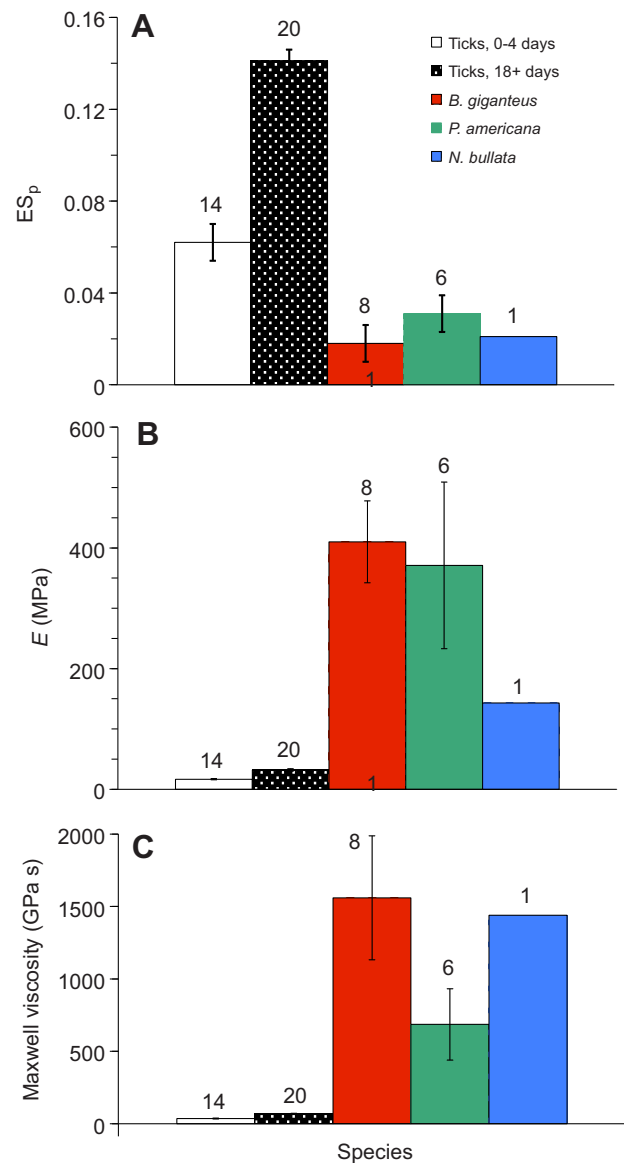 A
0.16
0.12
0.08
0.04
0
ES_p
20
14
8
6
1
1
Ticks, 0-4 days
Ticks, 18+ days
B. giganteus
P. americana
N. bullata
B
600
400
200
0
E (MPa)
14
20
8
6
1
1
C
2000
1500
1000
500
0
Maxwell viscosity (GPa s)
14
20
8
6
1
Species